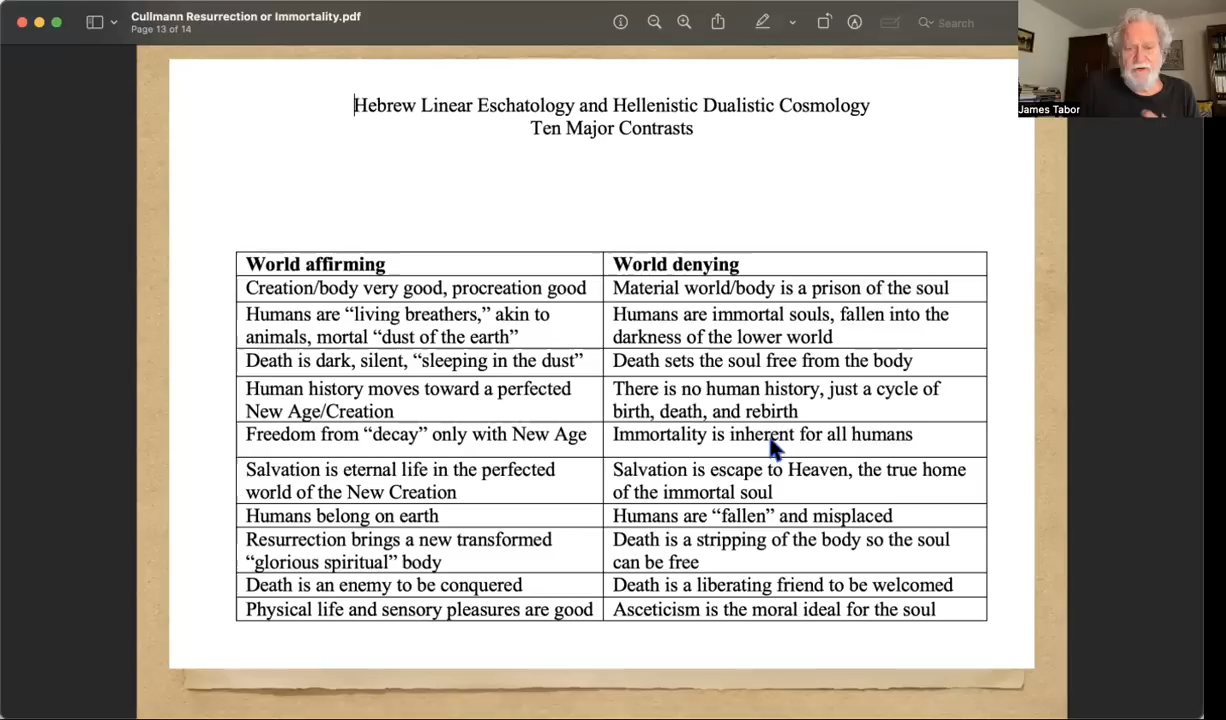 Cullmann Resurrection or Immortality.pdf
Page 13 of 14
Search
James Tabor
Hebrew Linear Eschatology and Hellenistic Dualistic Cosmology
Ten Major Contrasts
World affirming
World denying
Creation/body very good, procreation good
Material world/body is a prison of the soul
Humans are “living breathers,” akin to
animals, mortal “dust of the earth”
Humans are immortal souls, fallen into the
darkness of the lower world
Death is dark, silent, “sleeping in the dust”
Death sets the soul free from the body
Human history moves toward a perfected
New Age/Creation
There is no human history, just a cycle of
birth, death, and rebirth
Freedom from “decay” only with New Age
Immortality is inherent for all humans
Salvation is eternal life in the perfected
world of the New Creation
Salvation is escape to Heaven, the true home
of the immortal soul
Humans belong on earth
Humans are “fallen” and misplaced
Resurrection brings a new transformed
“glorious spiritual” body
Death is a stripping of the body so the soul
can be free
Death is an enemy to be conquered
Death is a liberating friend to be welcomed
Physical life and sensory pleasures are good
Asceticism is the moral ideal for the soul